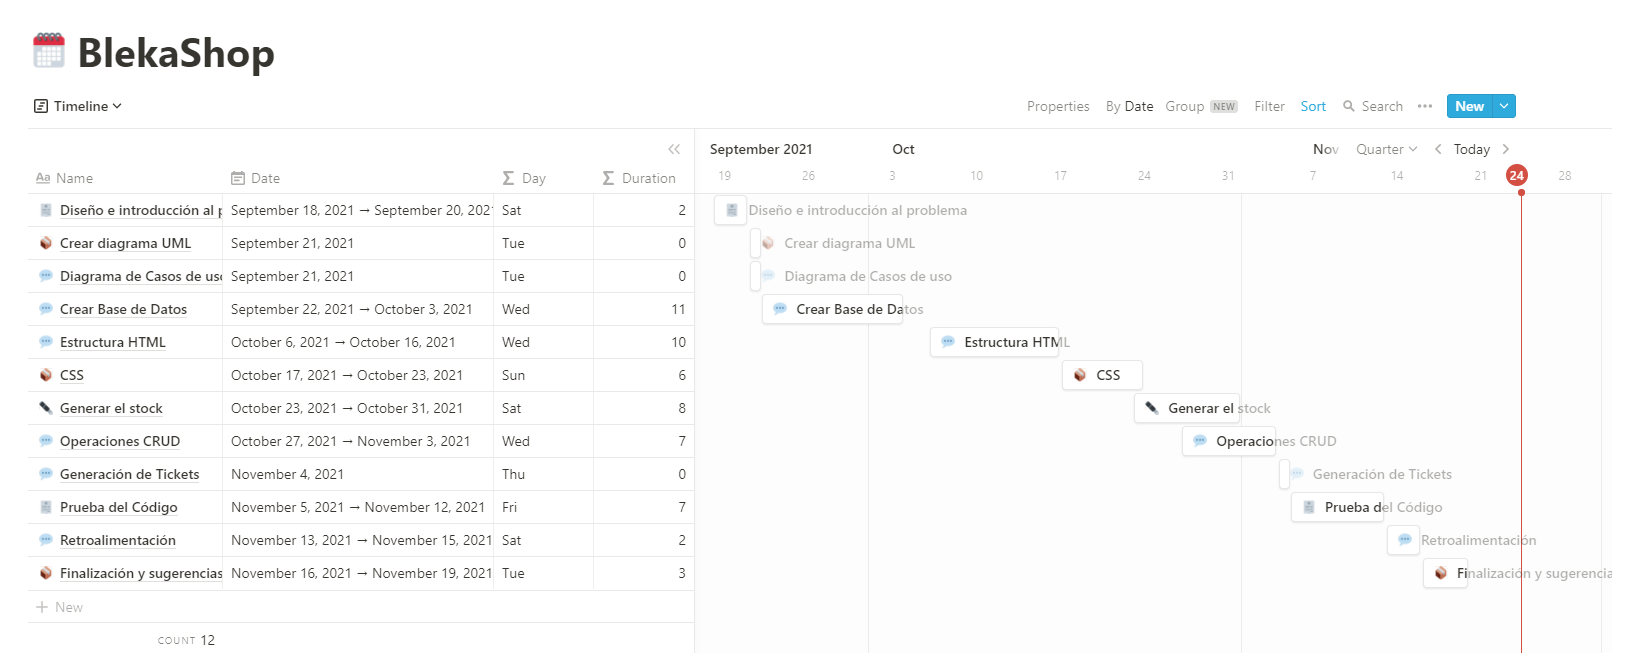 BlekaShop
Timeline
Properties By Date Group NEW Filter Sort Search ••• New
September 2021 Oct Nov Quarter Today
Name Date Day Duration 19 26 3 10 17 24 31 7 14 21 24 28
Diseño e introducción al p September 18, 2021 → September 20, 202 Sat 2 Diseño e introducción al problema
Crear diagrama UML September 21, 2021 Tue 0 Crear diagrama UML
Diagrama de Casos de uso September 21, 2021 Tue 0 Diagrama de Casos de uso
Crear Base de Datos September 22, 2021 → October 3, 2021 Wed 11 Crear Base de Datos
Estructura HTML October 6, 2021 → October 16, 2021 Wed 10 Estructura HTML
CSS October 17, 2021 → October 23, 2021 Sun 6 CSS
Generar el stock October 23, 2021 → October 31, 2021 Sat 8 Generar el stock
Operaciones CRUD October 27, 2021 → November 3, 2021 Wed 7 Operaciones CRUD
Generación de Tickets November 4, 2021 Thu 0 Generación de Tickets
Prueba del Código November 5, 2021 → November 12, 2021 Fri 7 Prueba del Código
Retroalimentación November 13, 2021 → November 15, 2021 Sat 2 Retroalimentación
Finalización y sugerencias November 16, 2021 → November 19, 2021 Tue 3 Finalización y sugerencia
+ New
COUNT 12